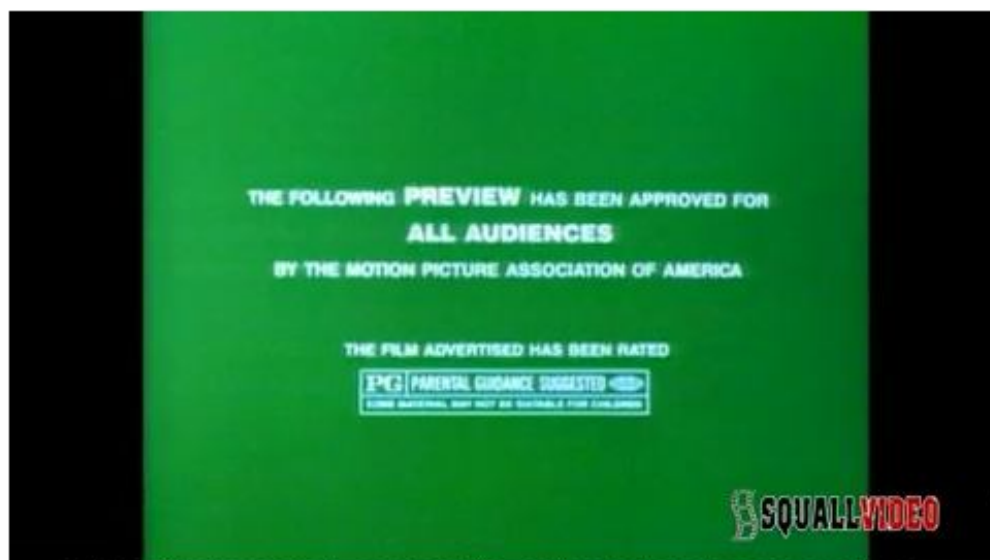 THE FOLLOWING PREVIEW HAS BEEN APPROVED FOR
ALL AUDIENCES
BY THE MOTION PICTURE ASSOCIATION OF AMERICA
THE FILM ADVERTISED HAS BEEN RATED
PG PARENTAL GUIDANCE SUGGESTED
SOME MATERIAL MAY NOT BE SUITABLE FOR CHILDREN
SQUALLVIDEO